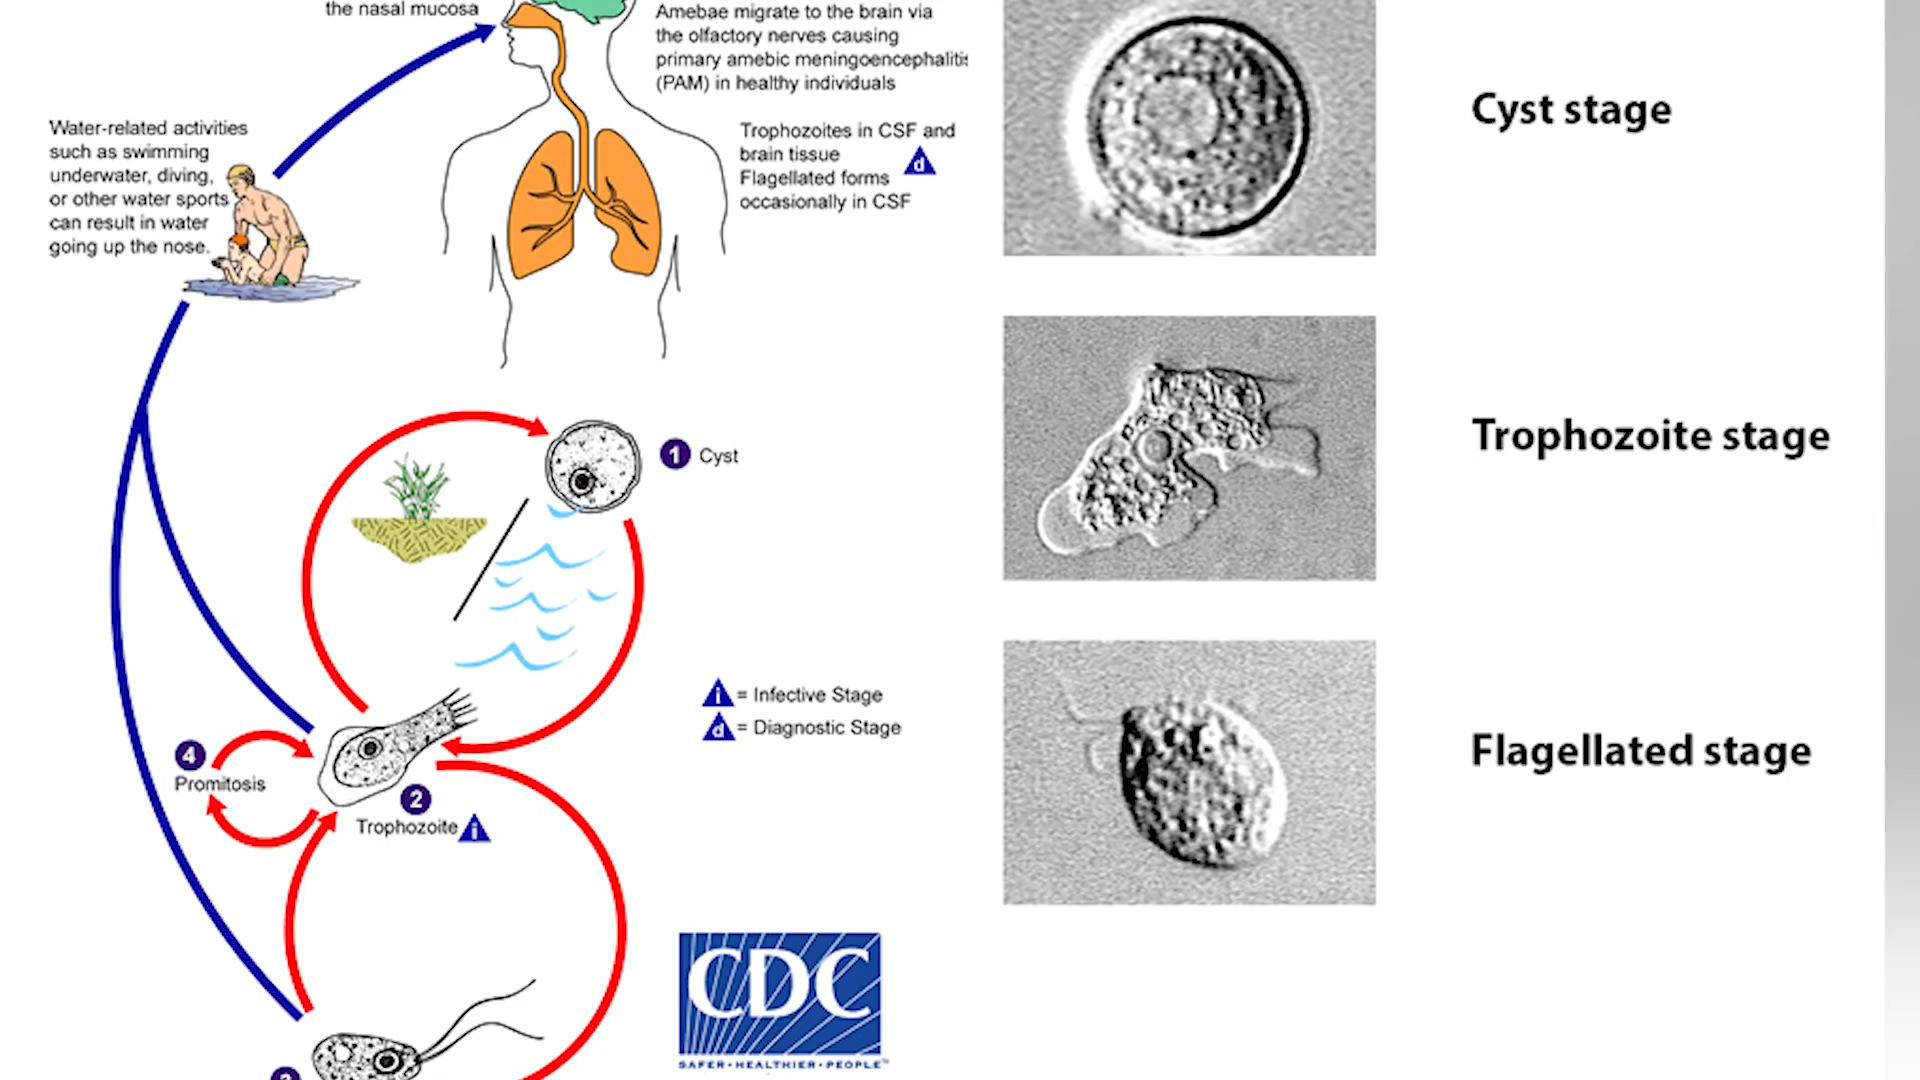 the nasal mucosa
Amebae migrate to the brain via
the olfactory nerves causing
primary amebic meningoencephalitis
(PAM) in healthy individuals
Water-related activities
such as swimming
underwater, diving,
or other water sports
can result in water
going up the nose.
Trophozoites in CSF and
brain tissue
Flagellated forms
occasionally in CSF
d
1 Cyst
i = Infective Stage
d = Diagnostic Stage
4
Promitosis
2
Trophozoite i
CDC
SAFER•HEALTHIER•PEOPLE™
Cyst stage
Trophozoite stage
Flagellated stage